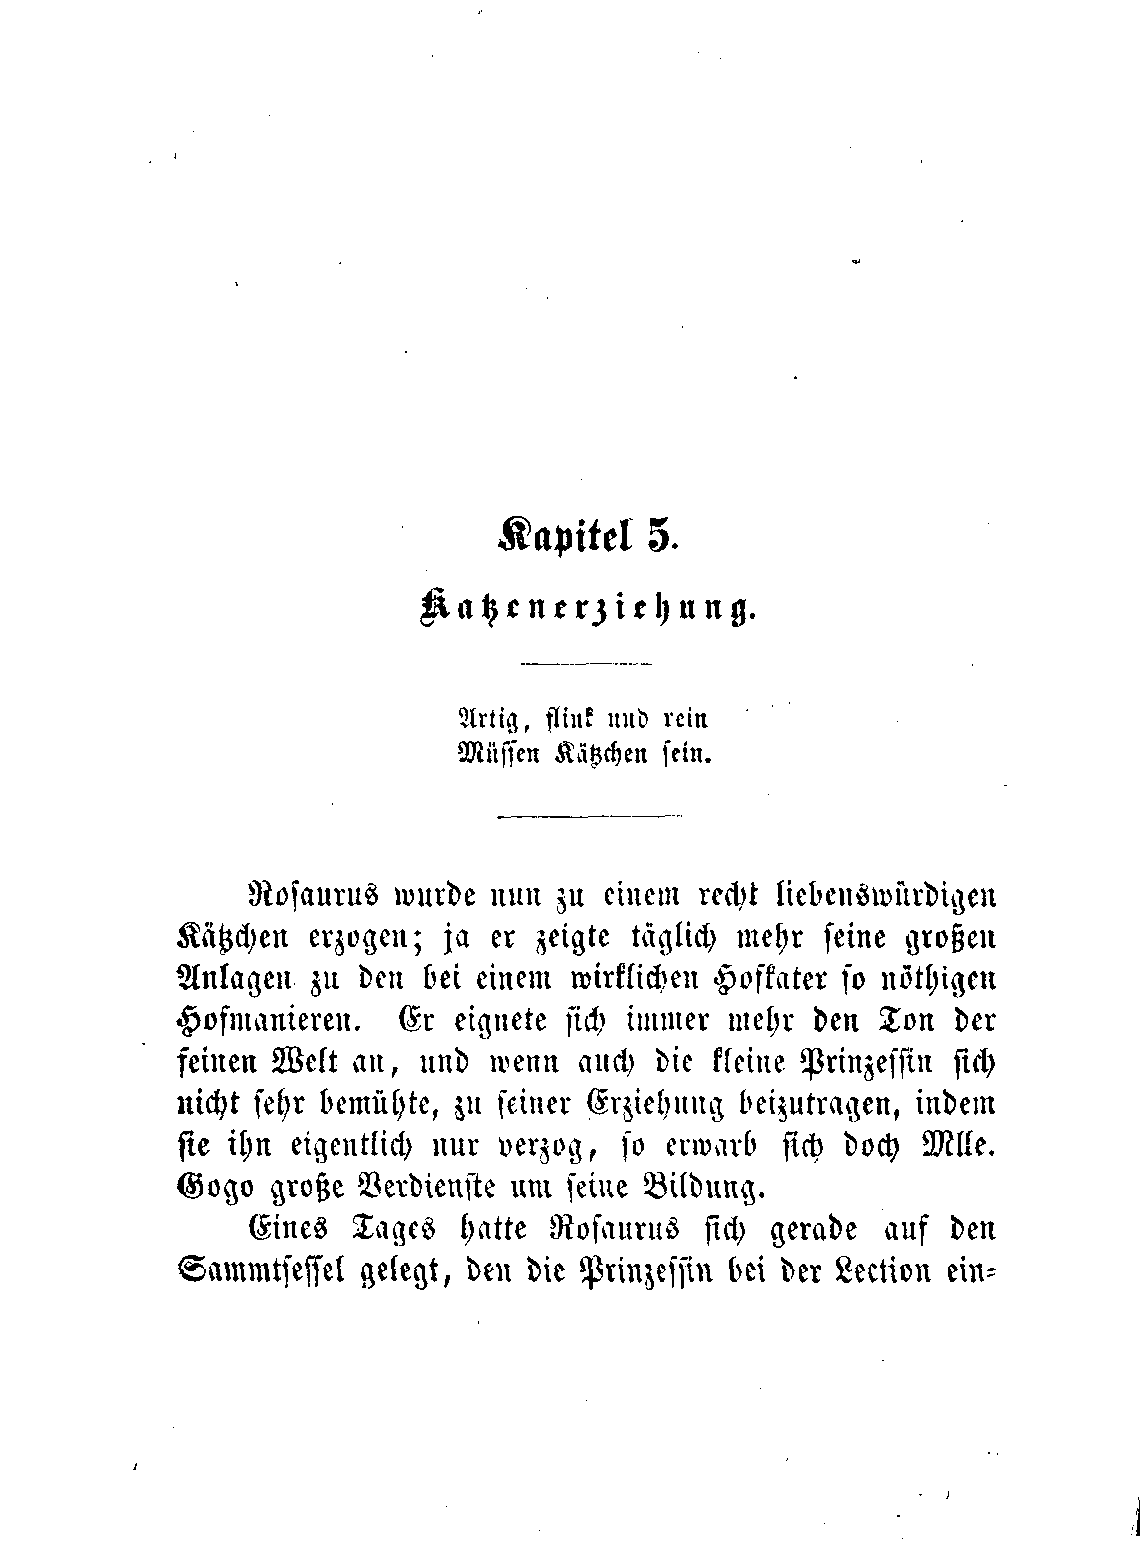 Kapitel 5.
Katzenerziehung.
Artig, flink und rein
Müssen Kätzchen sein.
Rosaurus wurde nun zu einem recht liebenswürdigen
Kätzchen erzogen; ja er zeigte täglich mehr seine großen
Anlagen zu den bei einem wirklichen Hofkater so nöthigen
Hofmanieren. Er eignete sich immer mehr den Ton der
feinen Welt an, und wenn auch die kleine Prinzessin sich
nicht sehr bemühte, zu seiner Erziehung beizutragen, indem
sie ihn eigentlich nur verzog, so erwarb sich doch Mlle.
Gogo große Verdienste um seine Bildung.
Eines Tages hatte Rosaurus sich gerade auf den
Sammtsessel gelegt, den die Prinzessin bei der Lection ein-